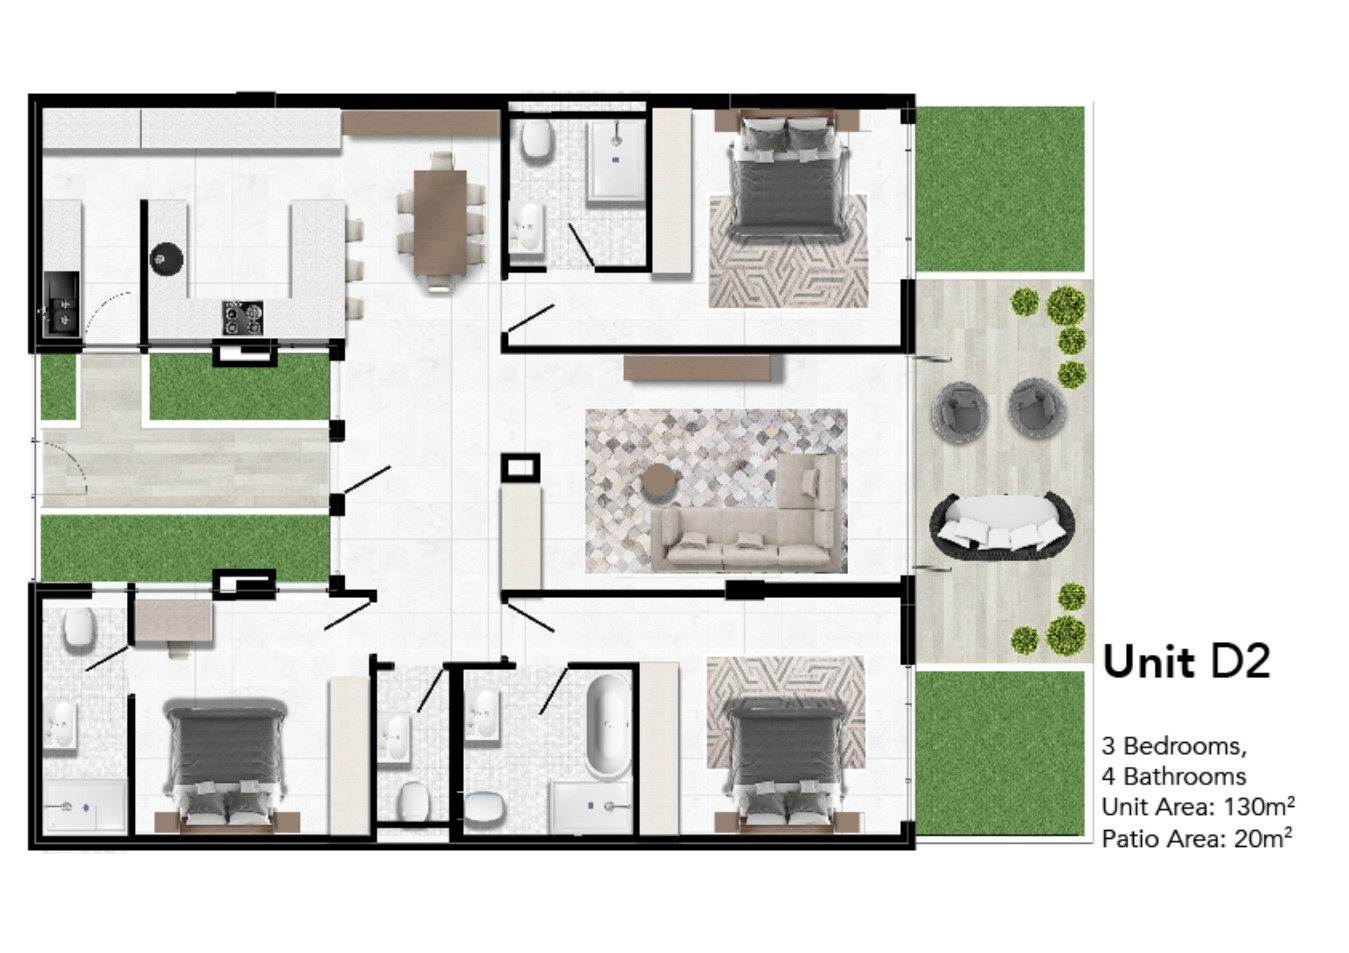 Unit D2
3 Bedrooms,
4 Bathrooms
Unit Area: 130m²
Patio Area: 20m²